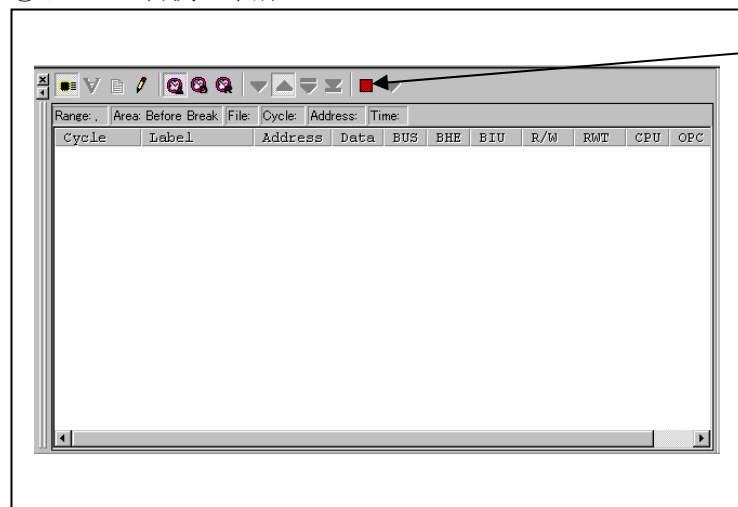 Range: , Area: Before Break File: Cycle: Address: Time:
Cycle Label Address Data BUS BHE BIU R/W RWT CPU OPC